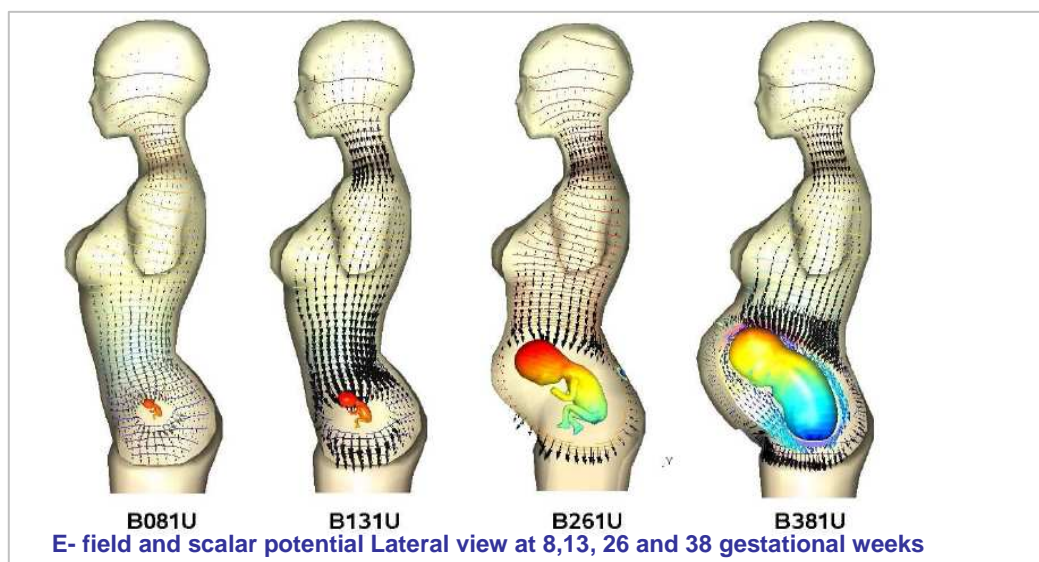 Y
B081U B131U B261U B381U
E- field and scalar potential Lateral view at 8,13, 26 and 38 gestational weeks